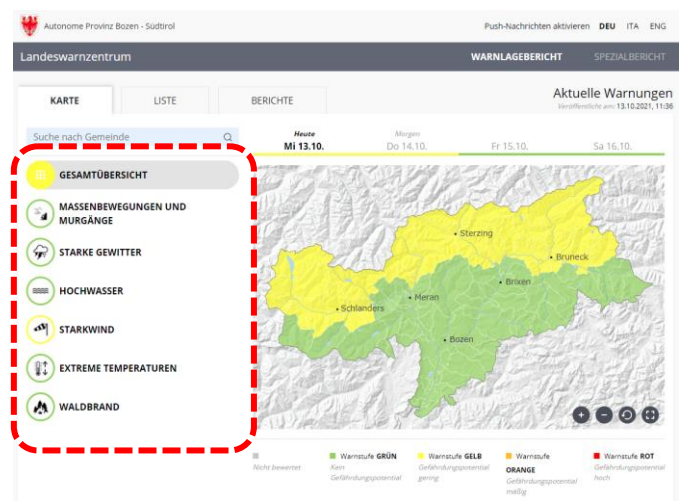 Autonome Provinz Bozen - Südtirol
Push-Nachrichten aktivieren DEU ITA ENG
Landeswarnzentrum
WARNLAGEBERICHT SPEZIALBERICHT
KARTE LISTE BERICHTE
Aktuelle Warnungen
Veröffentlicht am: 13.10.2021, 11:36
Suche nach Gemeinde
Heute Morgen
Mi 13.10. Do 14.10. Fr 15.10. Sa 16.10.
GESAMTÜBERSICHT
MASSENBEWEGUNGEN UND
MURGÄNGE
STARKE GEWITTER
HOCHWASSER
STARKWIND
EXTREME TEMPERATUREN
WALDBRAND
Sterzing
Bruneck
Brixen
Meran
Schlanders
Bozen
Nicht bewertet
Warnstufe GRÜN
Kein
Gefährdungspotential
Warnstufe GELB
Gefährdungspotential
gering
Warnstufe
ORANGE
Gefährdungspotential
mäßig
Warnstufe ROT
Gefährdungspotential
hoch